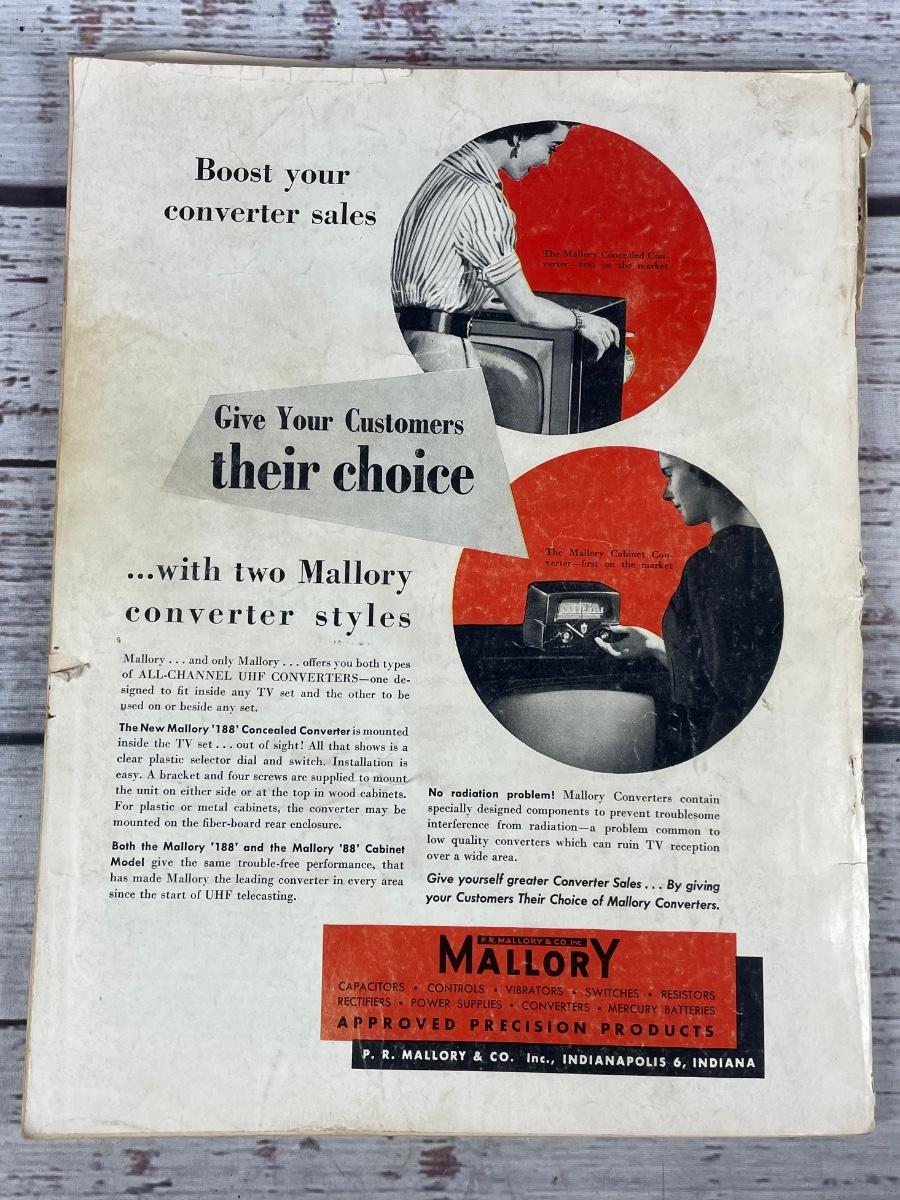 Boost your
converter sales
The Mallory Concealed Con-
verter—first on the market
Give Your Customers
their choice
The Mallory Cabinet Con-
verter—first on the market
...with two Mallory
converter styles
Mallory . . . and only Mallory . . . offers you both types
of ALL-CHANNEL UHF CONVERTERS—one de-
signed to fit inside any TV set and the other to be
used on or beside any set.
The New Mallory '188' Concealed Converter is mounted
inside the TV set . . . out of sight! All that shows is a
clear plastic selector dial and switch. Installation is
easy. A bracket and four screws are supplied to mount
the unit on either side or at the top in wood cabinets.
For plastic or metal cabinets, the converter may be
mounted on the fiber-board rear enclosure.
Both the Mallory '188' and the Mallory '88' Cabinet
Model give the same trouble-free performance, that
has made Mallory the leading converter in every area
since the start of UHF telecasting.
No radiation problem! Mallory Converters contain
specially designed components to prevent troublesome
interference from radiation—a problem common to
low quality converters which can ruin TV reception
over a wide area.
Give yourself greater Converter Sales . . . By giving
your Customers Their Choice of Mallory Converters.
P. R. MALLORY & CO. Inc.
MALLORY
CAPACITORS • CONTROLS • VIBRATORS • SWITCHES • RESISTORS
RECTIFIERS • POWER SUPPLIES • CONVERTERS • MERCURY BATTERIES
APPROVED PRECISION PRODUCTS
P. R. MALLORY & CO. Inc., INDIANAPOLIS 6, INDIANA